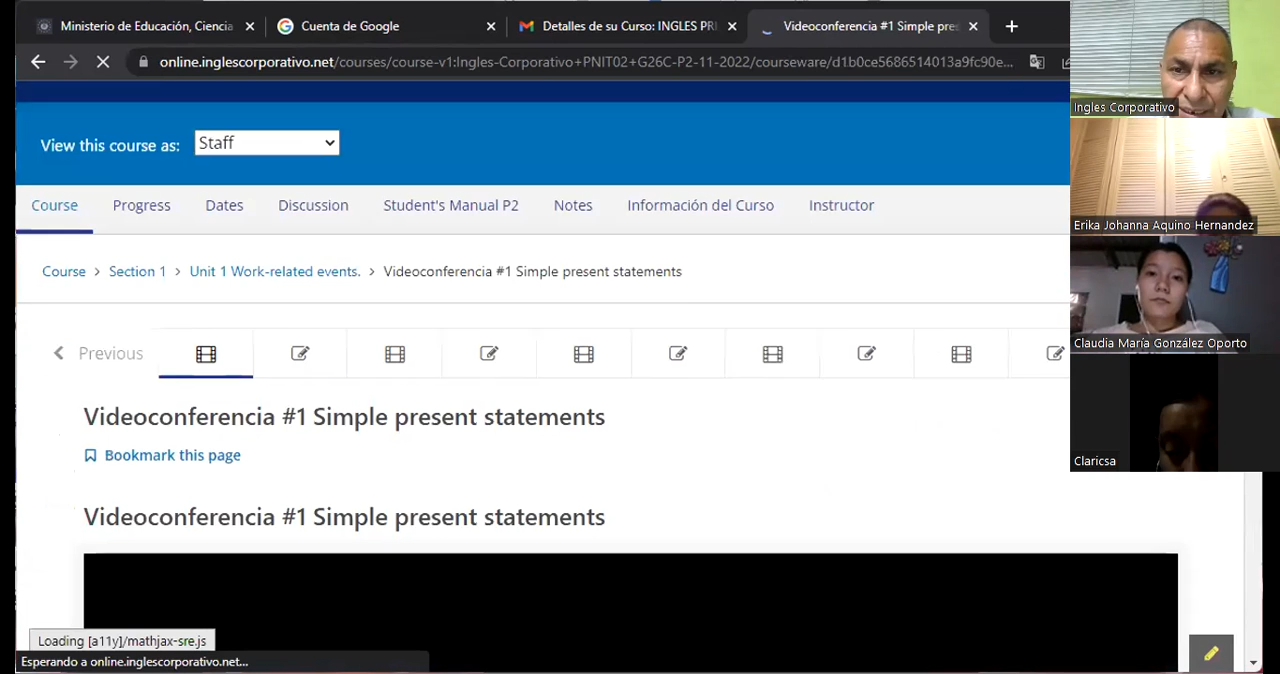 Ministerio de Educación, Ciencia
Cuenta de Google
Detalles de su Curso: INGLES PRI
Videoconferencia #1 Simple pres
online.inglescorporativo.net/courses/course-v1:Ingles-Corporativo+PNIT02+G26C-P2-11-2022/courseware/d1b0ce5686514013a9fc90e...
View this course as: Staff
Course Progress Dates Discussion Student's Manual P2 Notes Información del Curso Instructor
Course > Section 1 > Unit 1 Work-related events. > Videoconferencia #1 Simple present statements
Previous
Videoconferencia #1 Simple present statements
Bookmark this page
Videoconferencia #1 Simple present statements
Loading [a11y]/mathjax-sre.js
Esperando a online.inglescorporativo.net...
Ingles Corporativo
Erika Johanna Aquino Hernandez
Claudia María González Oporto
Claricsa